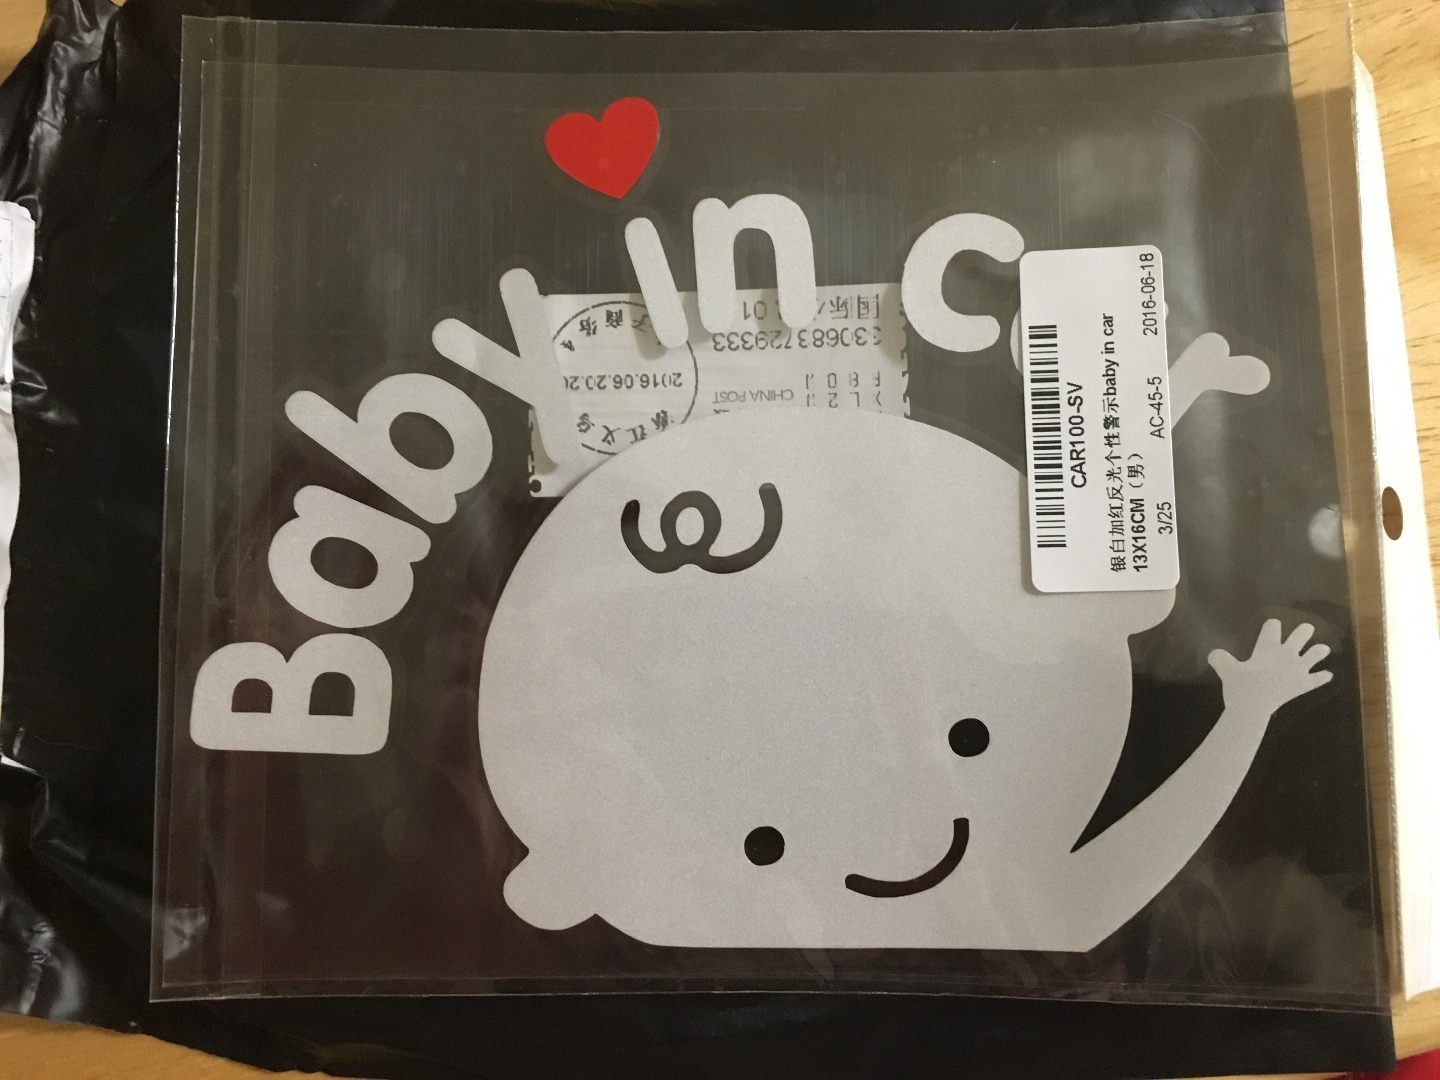 Baby in c
CAR100-SV
银白加红反光个性警示baby in car
13X16CM（男）
3/25 AC-45-5 2016-06-18
CHINA POST
2016.06.20.20